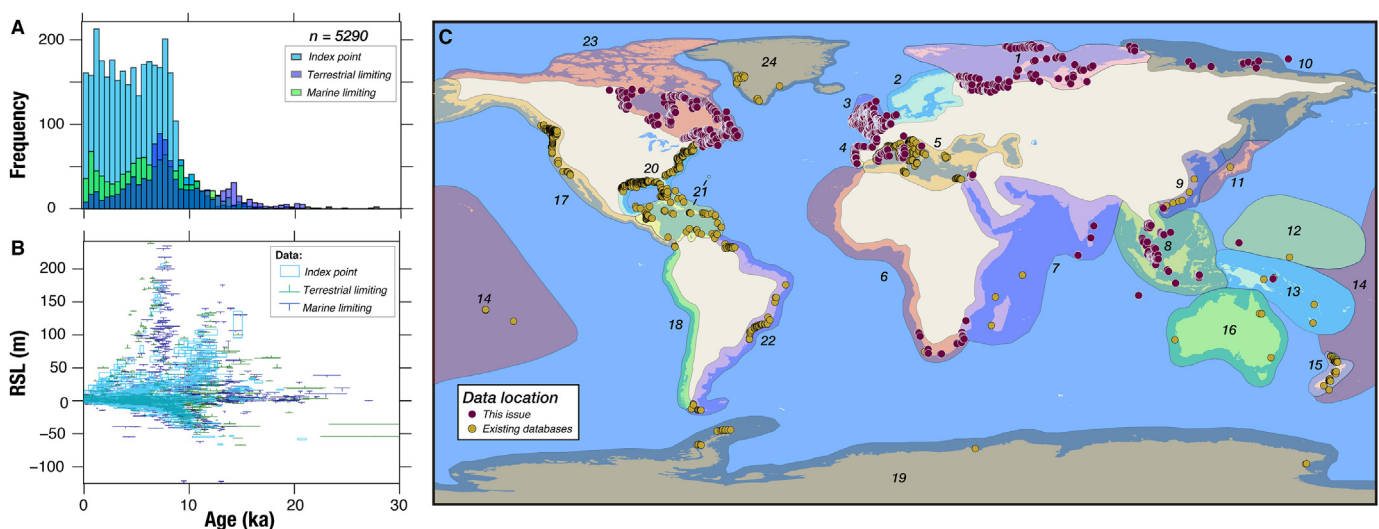 A
Frequency
200
100
0
n = 5290
Index point
Terrestrial limiting
Marine limiting
B
RSL (m)
200
150
100
50
0
−50
−100
Data:
Index point
Terrestrial limiting
Marine limiting
0
10
20
30
Age (ka)
C
23
24
1
10
2
3
4
5
20
21
17
9
11
12
8
7
6
14
13
14
18
22
16
15
19
Data location
This issue
Existing databases